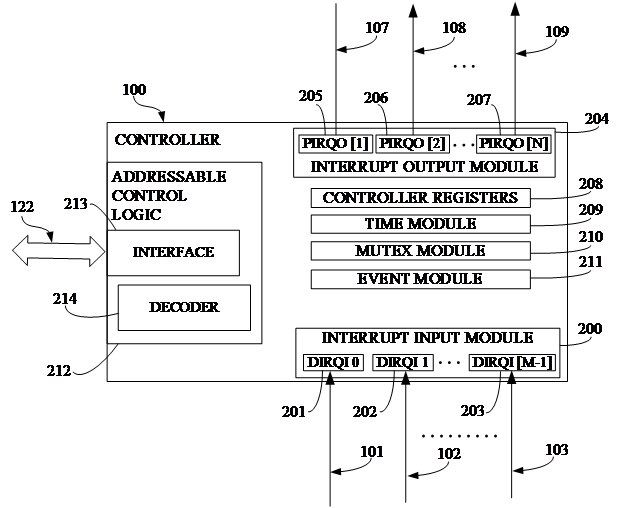 107
108
109
...
100
205
206
207
204
CONTROLLER
PIRQO [1]
PIRQO [2]
...
PIRQO [N]
INTERRUPT OUTPUT MODULE
ADDRESSABLE
CONTROL
LOGIC
CONTROLLER REGISTERS
208
TIME MODULE
209
MUTEX MODULE
210
EVENT MODULE
211
122
213
INTERFACE
214
DECODER
212
INTERRUPT INPUT MODULE
200
DIRQI 0
DIRQI 1
...
DIRQI [M-1]
201
202
203
.........
101
102
103